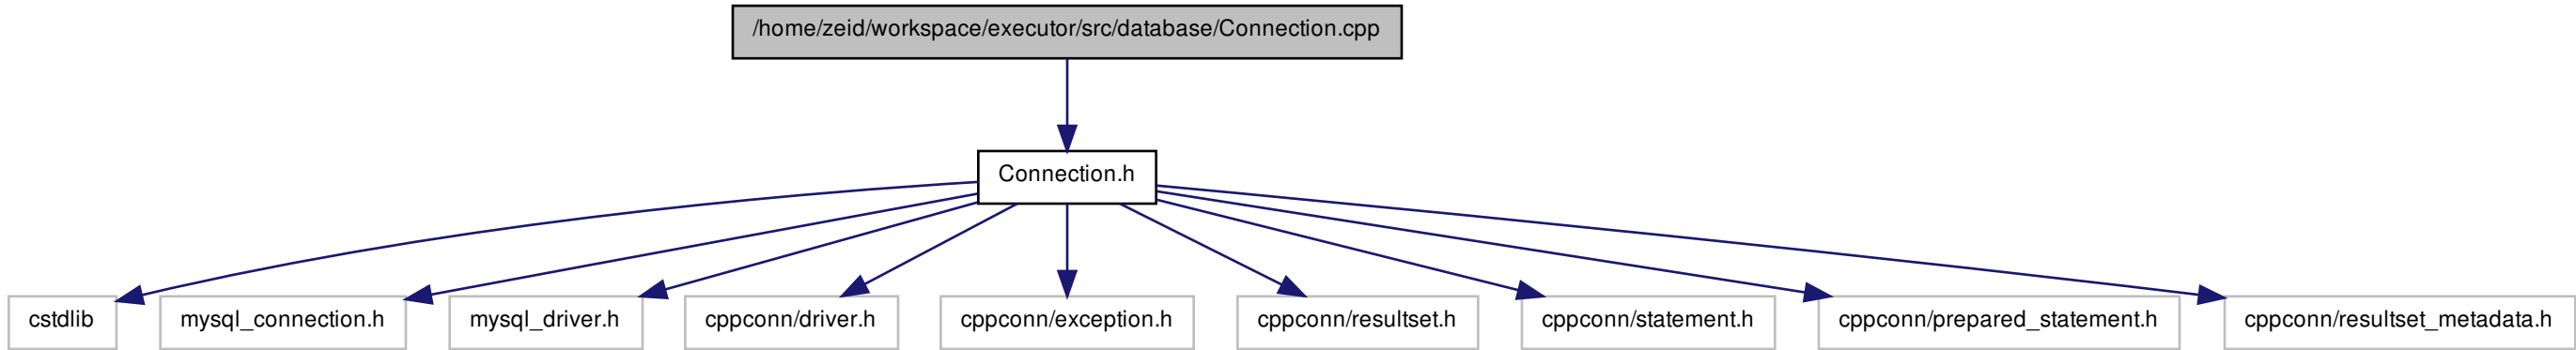 /home/zeid/workspace/executor/src/database/Connection.cpp
Connection.h
cstdlib
mysql_connection.h
mysql_driver.h
cppconn/driver.h
cppconn/exception.h
cppconn/resultset.h
cppconn/statement.h
cppconn/prepared_statement.h
cppconn/resultset_metadata.h